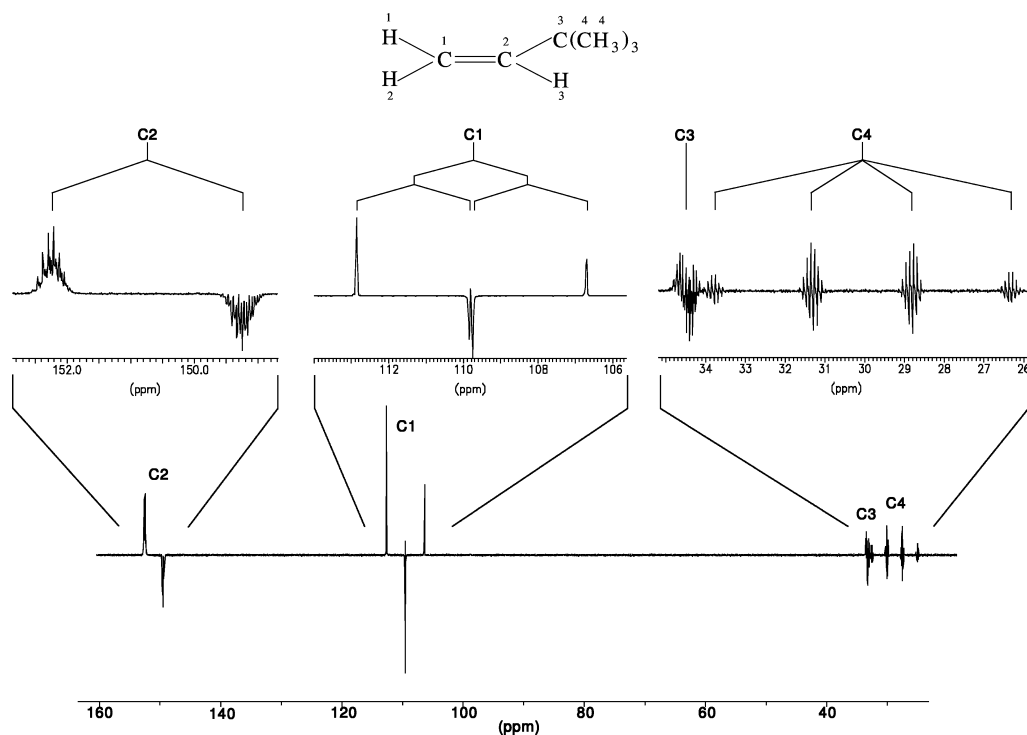 1 3 4 4
H 1 2 C(CH3)3
C C
H H
2 3
C2 C1 C3 C4
152.0 150.0 112 110 108 106 34 33 32 31 30 29 28 27 26
(ppm) (ppm) (ppm)
C1
C2 C3 C4
160 140 120 100 80 60 40
(ppm)